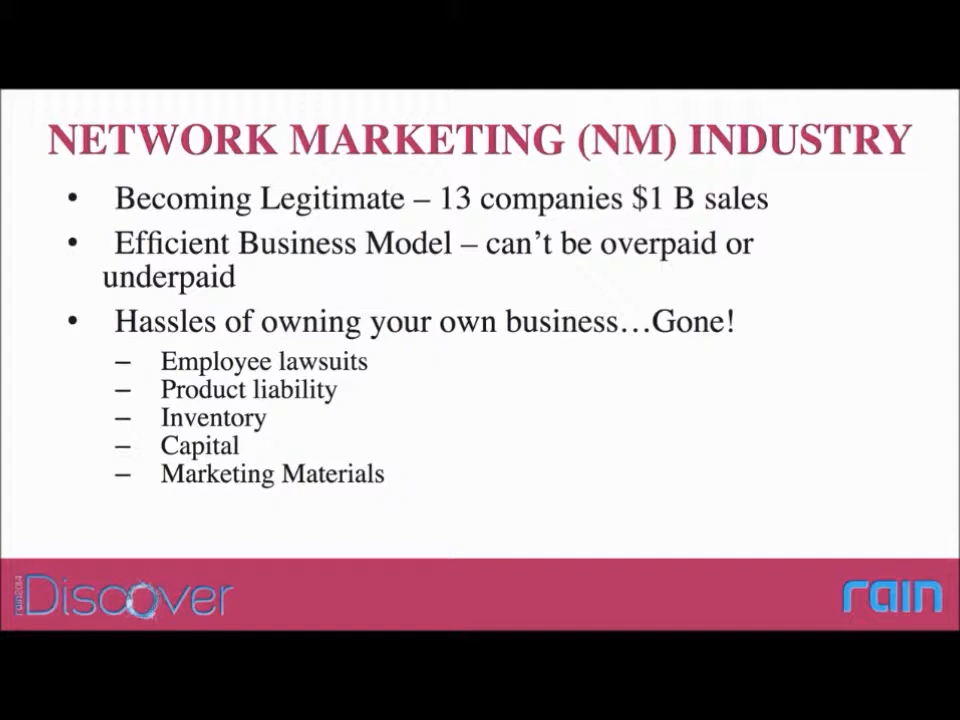 NETWORK MARKETING (NM) INDUSTRY
• Becoming Legitimate – 13 companies $1 B sales
• Efficient Business Model – can't be overpaid or
underpaid
• Hassles of owning your own business…Gone!
– Employee lawsuits
– Product liability
– Inventory
– Capital
– Marketing Materials
rain2014
Discover
rain